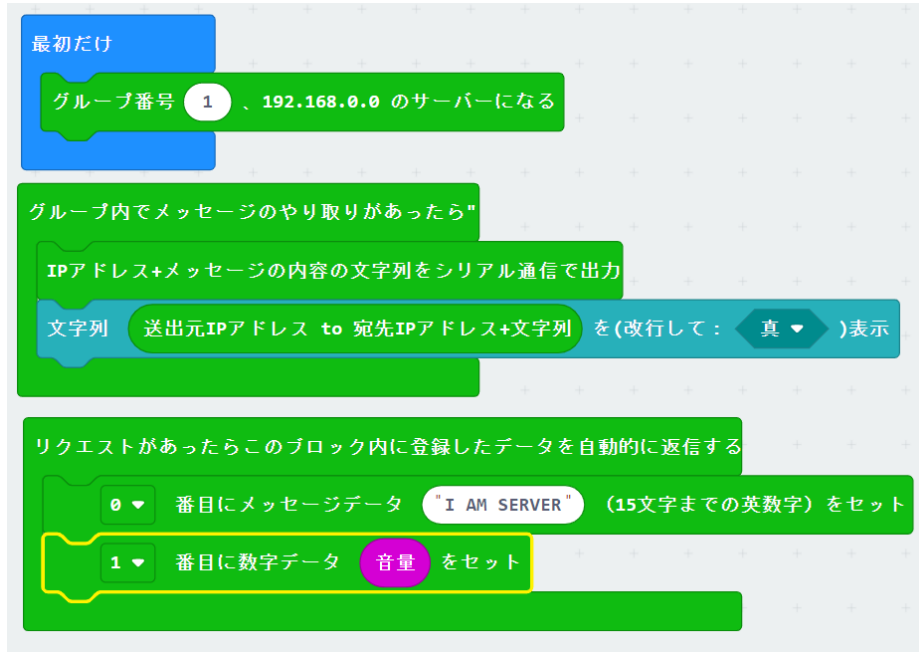 最初だけ
グループ番号 1 、192.168.0.0 のサーバーになる
グループ内でメッセージのやり取りがあったら"
IPアドレス+メッセージの内容の文字列をシリアル通信で出力
文字列 送出元IPアドレス to 宛先IPアドレス+文字列 を(改行して: 真 )表示
リクエストがあったらこのブロック内に登録したデータを自動的に返信する
0 番目にメッセージデータ "I AM SERVER" (15文字までの英数字)をセット
1 番目に数字データ 音量 をセット